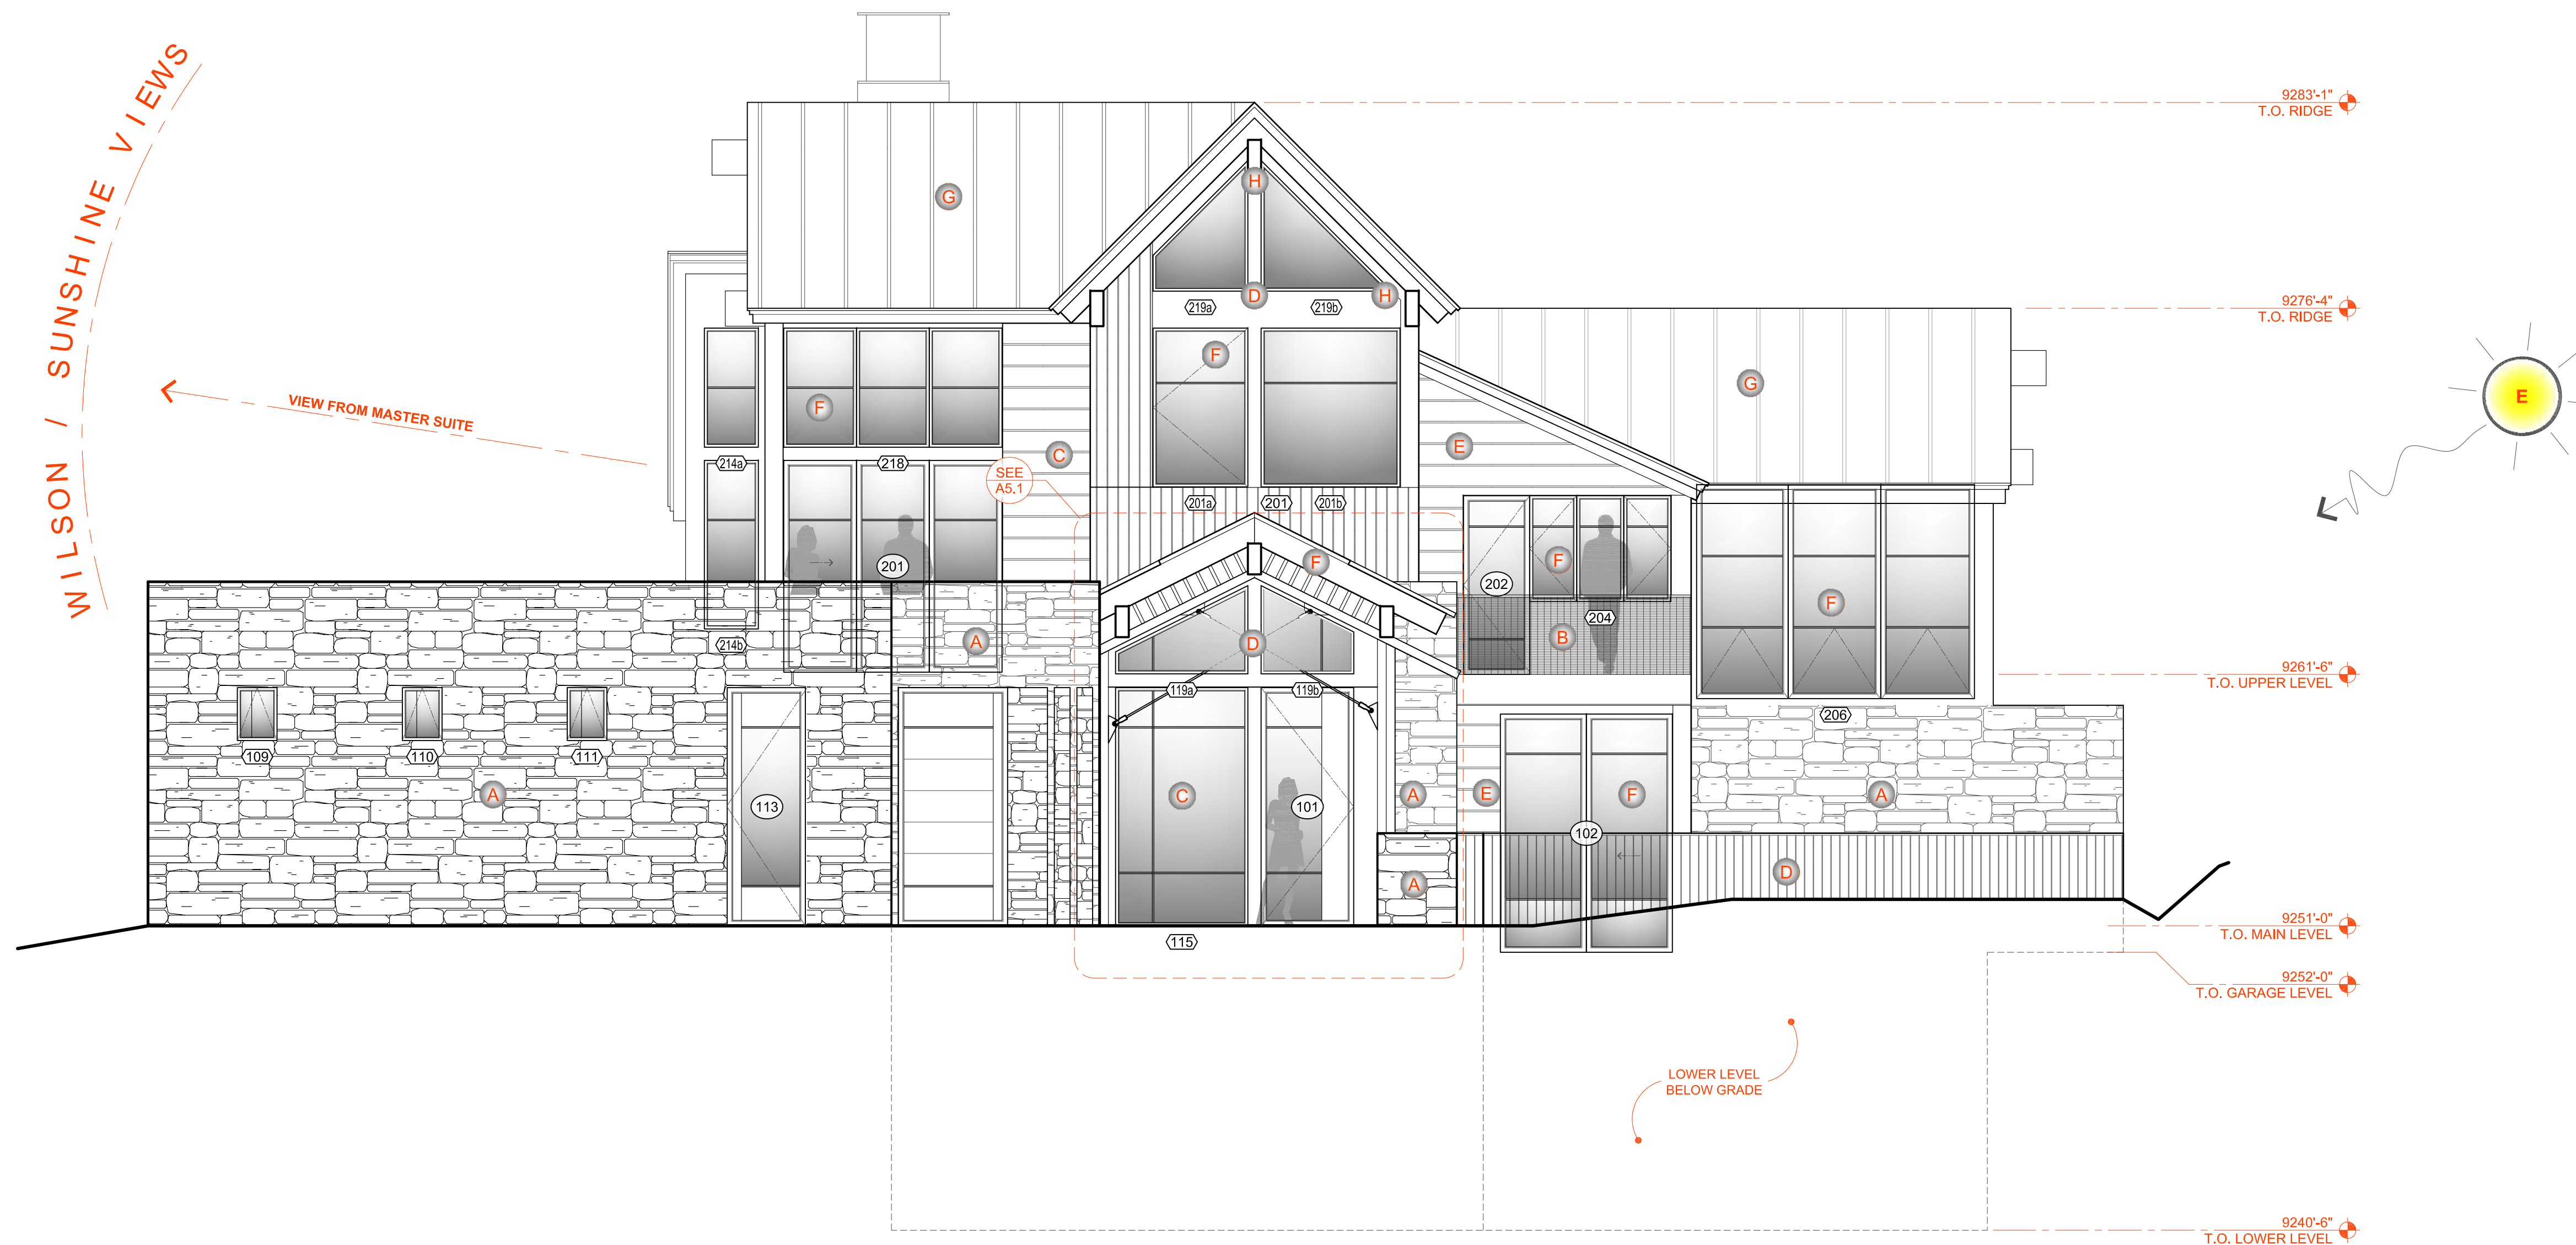 WILSON / SUNSHINE VIEWS
VIEW FROM MASTER SUITE
9283'-1"
T.O. RIDGE
H
G
9276'-4"
T.O. RIDGE
D
H
219a
219b
F
G
E
F
C
E
214a
218
SEE
A5.1
201a
201
201b
201
F
F
202
F
204
B
A
D
214b
9261'-6"
T.O. UPPER LEVEL
119a
119b
206
109
110
111
A
113
C
101
A
E
F
A
102
D
A
9251'-0"
T.O. MAIN LEVEL
115
9252'-0"
T.O. GARAGE LEVEL
LOWER LEVEL
BELOW GRADE
9240'-6"
T.O. LOWER LEVEL